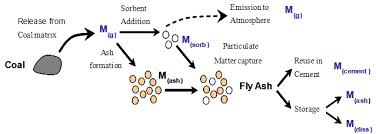 Release from
Coal matrix
Coal
M(g)
Sorbent
Addition
Ash
formation
M(sorb)
Emission to
Atmosphere
M(g)
Particulate
Matter capture
M(ash)
Fly Ash
Reuse in
Cement
M(cement)
Storage
M(ash)
M(diss)